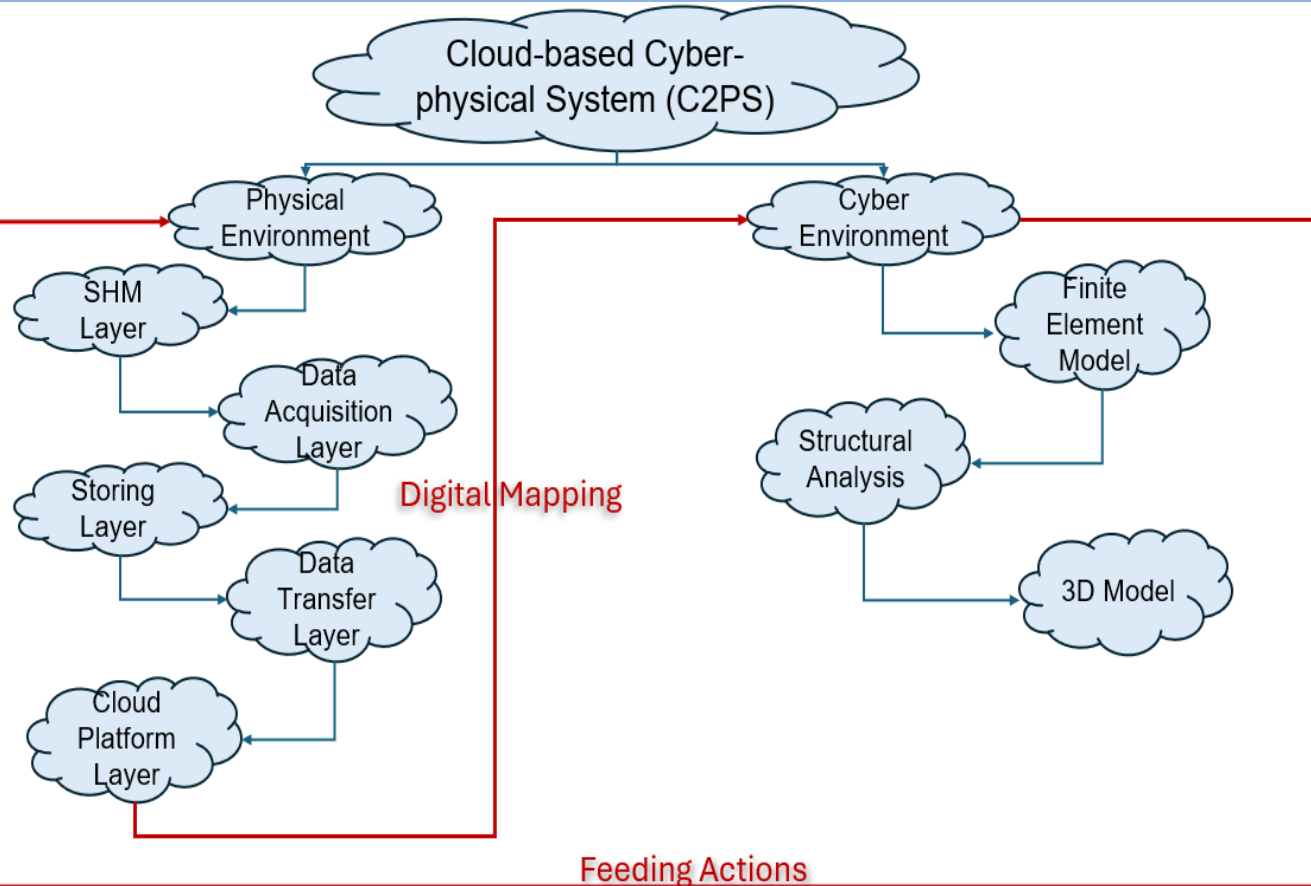 Cloud-based Cyber-
physical System (C2PS)
Physical
Environment
Cyber
Environment
SHM
Layer
Finite
Element
Model
Data
Acquisition
Layer
Structural
Analysis
Storing
Layer
Digital Mapping
Data
Transfer
Layer
3D Model
Cloud
Platform
Layer
Feeding Actions